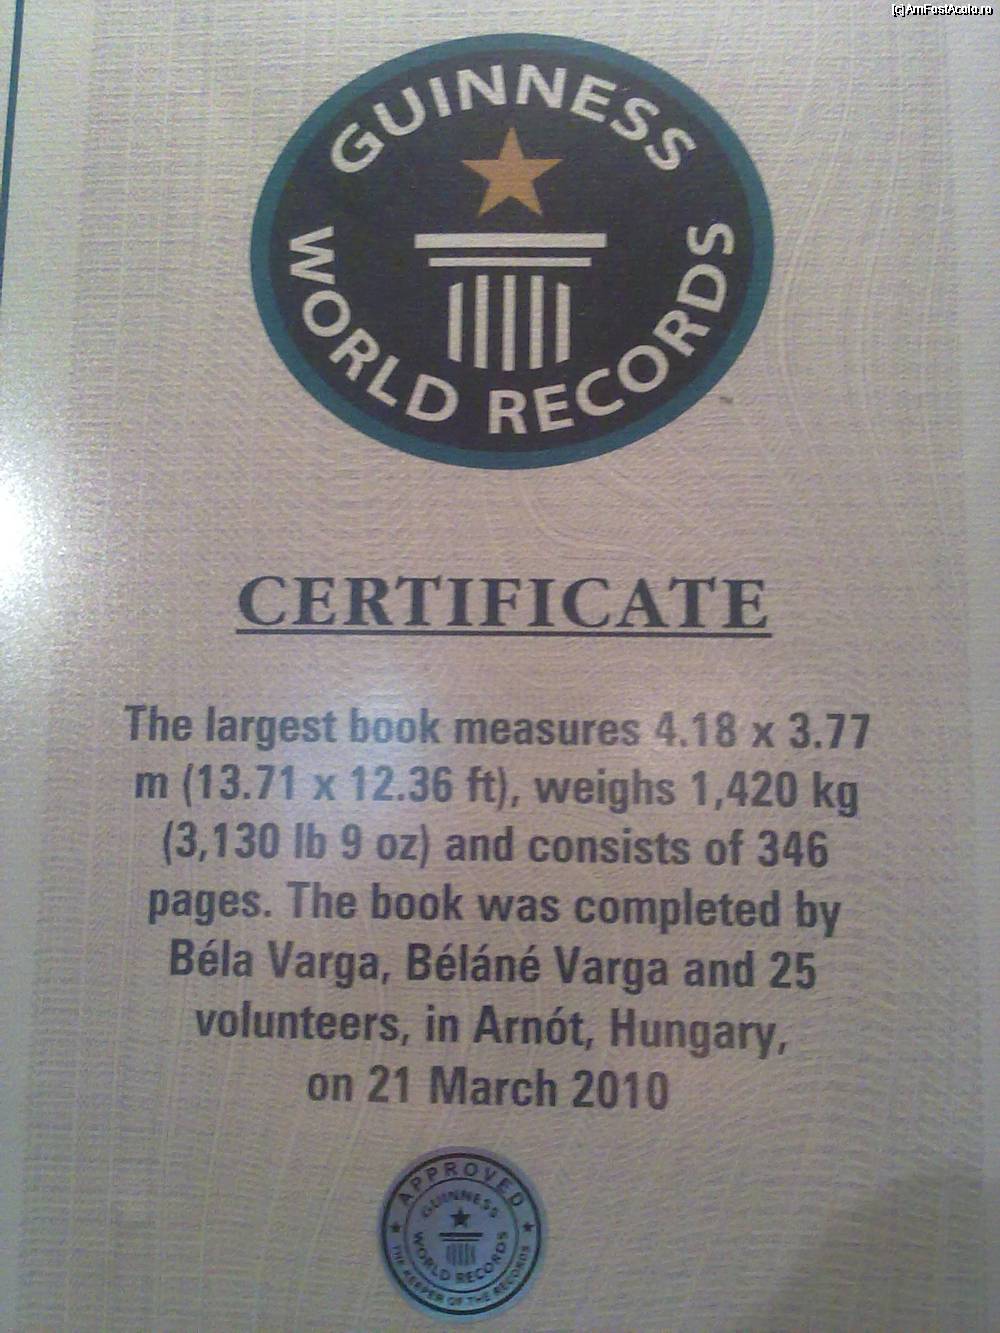 (c)AmFostAcolo.ro
GUINNESS
WORLD RECORDS
CERTIFICATE
The largest book measures 4.18 x 3.77
m (13.71 x 12.36 ft), weighs 1,420 kg
(3,130 lb 9 oz) and consists of 346
pages. The book was completed by
Béla Varga, Béláné Varga and 25
volunteers, in Arnót, Hungary,
on 21 March 2010
APPROVED
GUINNESS
WORLD RECORDS
THE KEEPER OF THE RECORDS